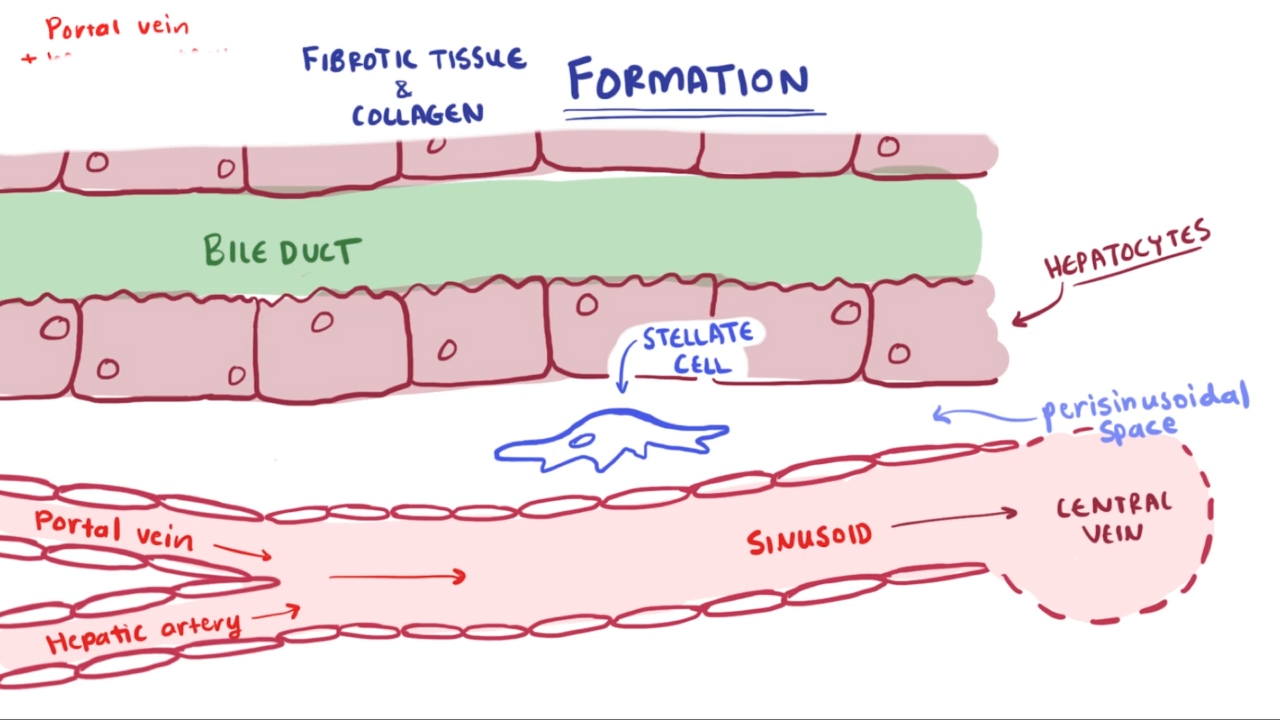 Portal vein
+
FIBROTIC TISSUE
&
COLLAGEN
FORMATION
BILE DUCT
HEPATOCYTES
STELLATE
CELL
perisinusoidal
space
Portal vein
SINUSOID
CENTRAL
VEIN
Hepatic artery